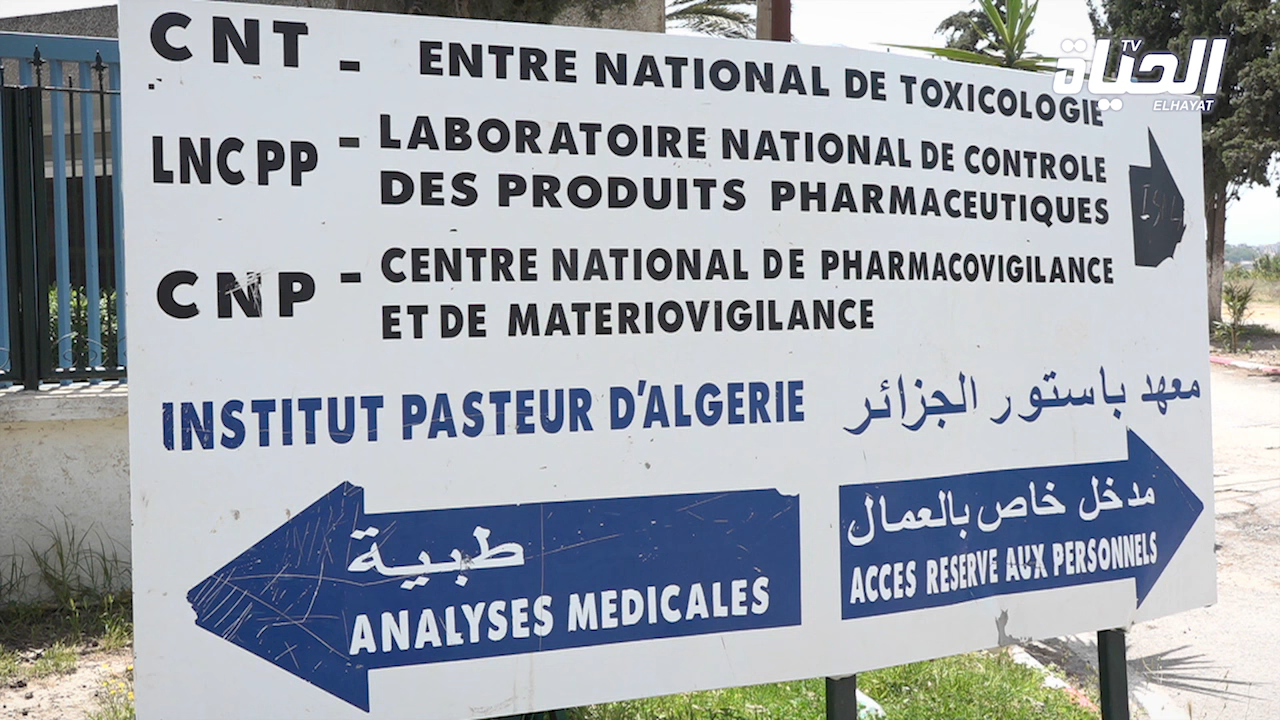 CNT - ENTRE NATIONAL DE TOXICOLOGIE
LNCPP - LABORATOIRE NATIONAL DE CONTROLE
DES PRODUITS PHARMACEUTIQUES
CNP - CENTRE NATIONAL DE PHARMACOVIGILANCE
ET DE MATERIOVIGILANCE
INSTITUT PASTEUR D'ALGERIE معهد باستور الجزائر
طبية
ANALYSES MEDICALES
مدخل خاص بالعمال
ACCES RESERVE AUX PERSONNELS
الحياة TV
ELHAYAT